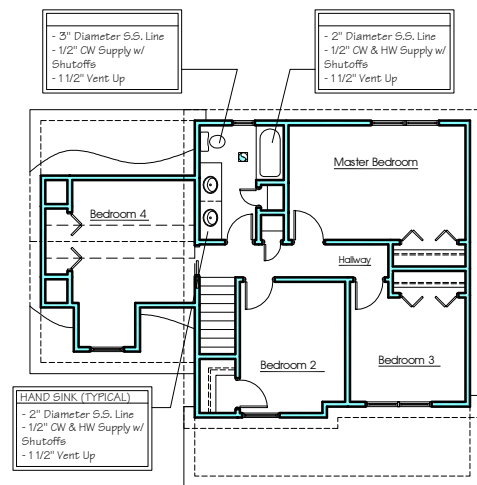 - 3" Diameter S.S. Line
- 1/2" CW Supply w/
Shutoffs
- 1 1/2" Vent Up
- 2" Diameter S.S. Line
- 1/2" CW & HW Supply w/
Shutoffs
- 1 1/2" Vent Up
Master Bedroom
Bedroom 4
Hallway
Bedroom 2
Bedroom 3
HAND SINK (TYPICAL)
- 2" Diameter S.S. Line
- 1/2" CW & HW Supply w/
Shutoffs
- 1 1/2" Vent Up